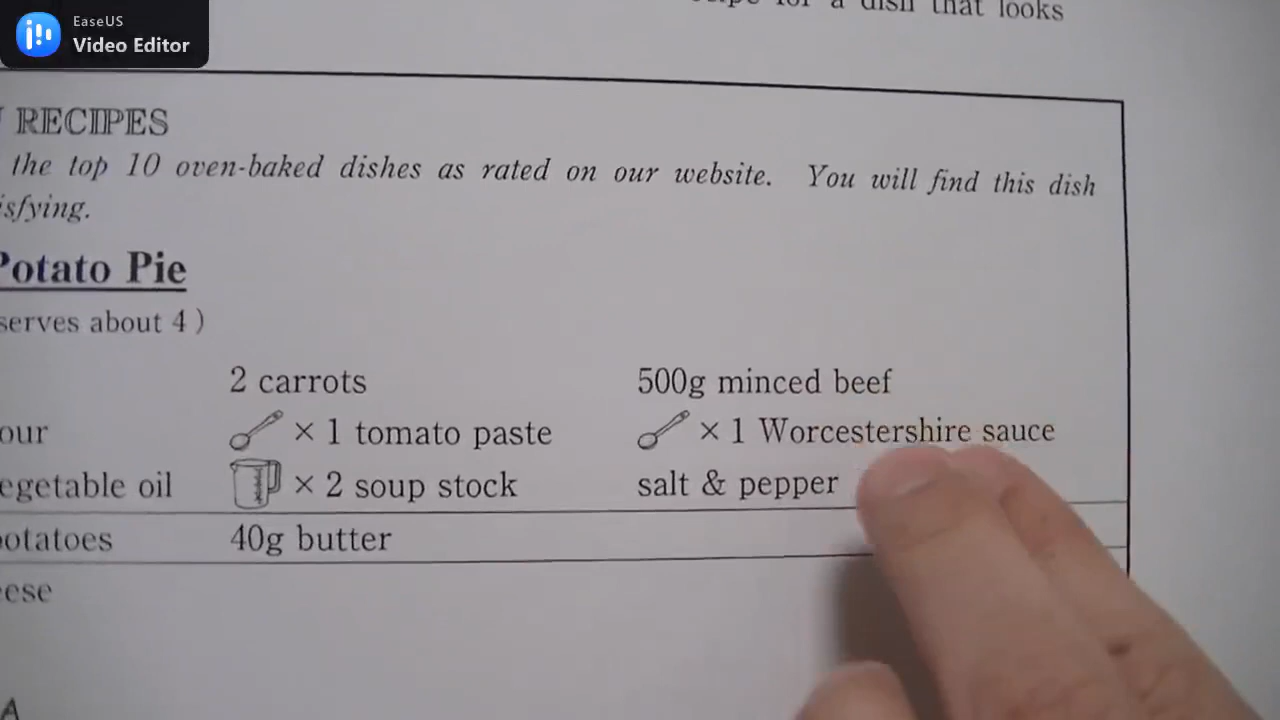 EaseUS
Video Editor
for a dish that looks
RECIPES
the top 10 oven-baked dishes as rated on our website. You will find this dish
sfying.
Potato Pie
serves about 4 )
2 carrots 500g minced beef
our × 1 tomato paste × 1 Worcestershire sauce
egetable oil × 2 soup stock salt & pepper
otatoes 40g butter
ese
A